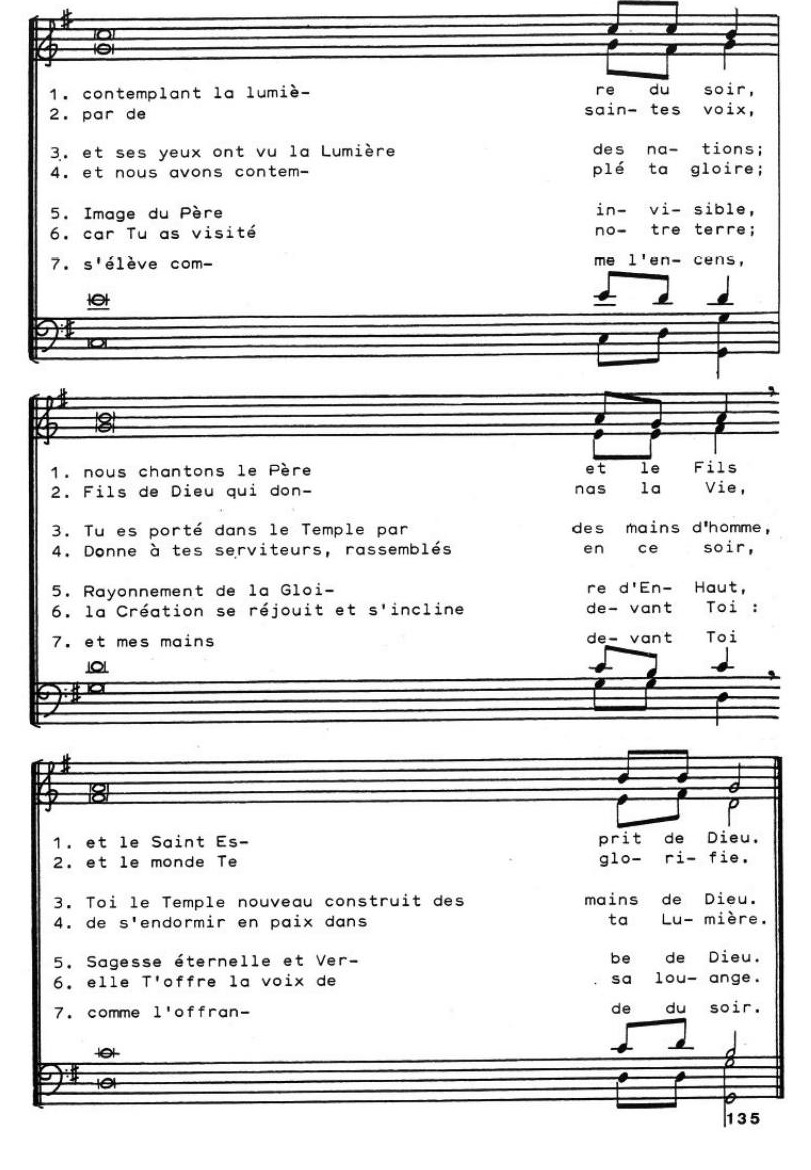 1. contemplant la lumiè- re du soir,
2. par de sain- tes voix,
3. et ses yeux ont vu la Lumière des na- tions;
4. et nous avons contem- plé ta gloire;
5. Image du Père in- vi- sible,
6. car Tu as visité no- tre terre;
7. s'élève com- me l'en- cens,
1. nous chantons le Père et le Fils
2. Fils de Dieu qui don- nas la Vie,
3. Tu es porté dans le Temple par des mains d'homme,
4. Donne à tes serviteurs, rassemblés en ce soir,
5. Rayonnement de la Gloi- re d'En- Haut,
6. la Création se réjouit et s'incline de- vant Toi :
7. et mes mains de- vant Toi
1. et le Saint Es- prit de Dieu.
2. et le monde Te glo- ri- fie.
3. Toi le Temple nouveau construit des mains de Dieu.
4. de s'endormir en paix dans ta Lu- mière.
5. Sagesse éternelle et Ver- be de Dieu.
6. elle T'offre la voix de sa lou- ange.
7. comme l'offran- de du soir.
135